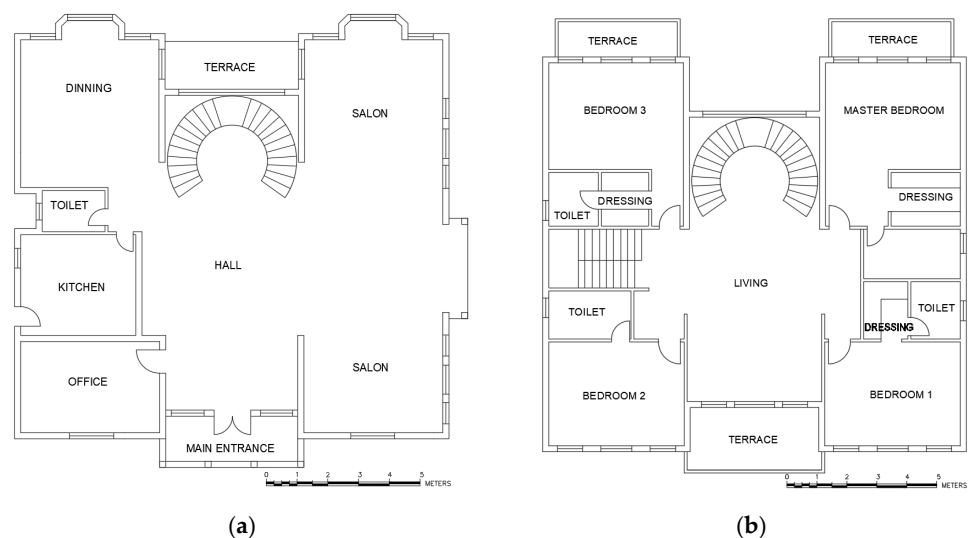 TERRACE
DINNING
SALON
TOILET
HALL
KITCHEN
OFFICE
SALON
MAIN ENTRANCE
0 1 2 3 4 5
METERS
(a)
TERRACE
TERRACE
BEDROOM 3
MASTER BEDROOM
DRESSING
DRESSING
TOILET
LIVING
TOILET
TOILET
DRESSING
BEDROOM 2
BEDROOM 1
TERRACE
0 1 2 3 4 5
METERS
(b)